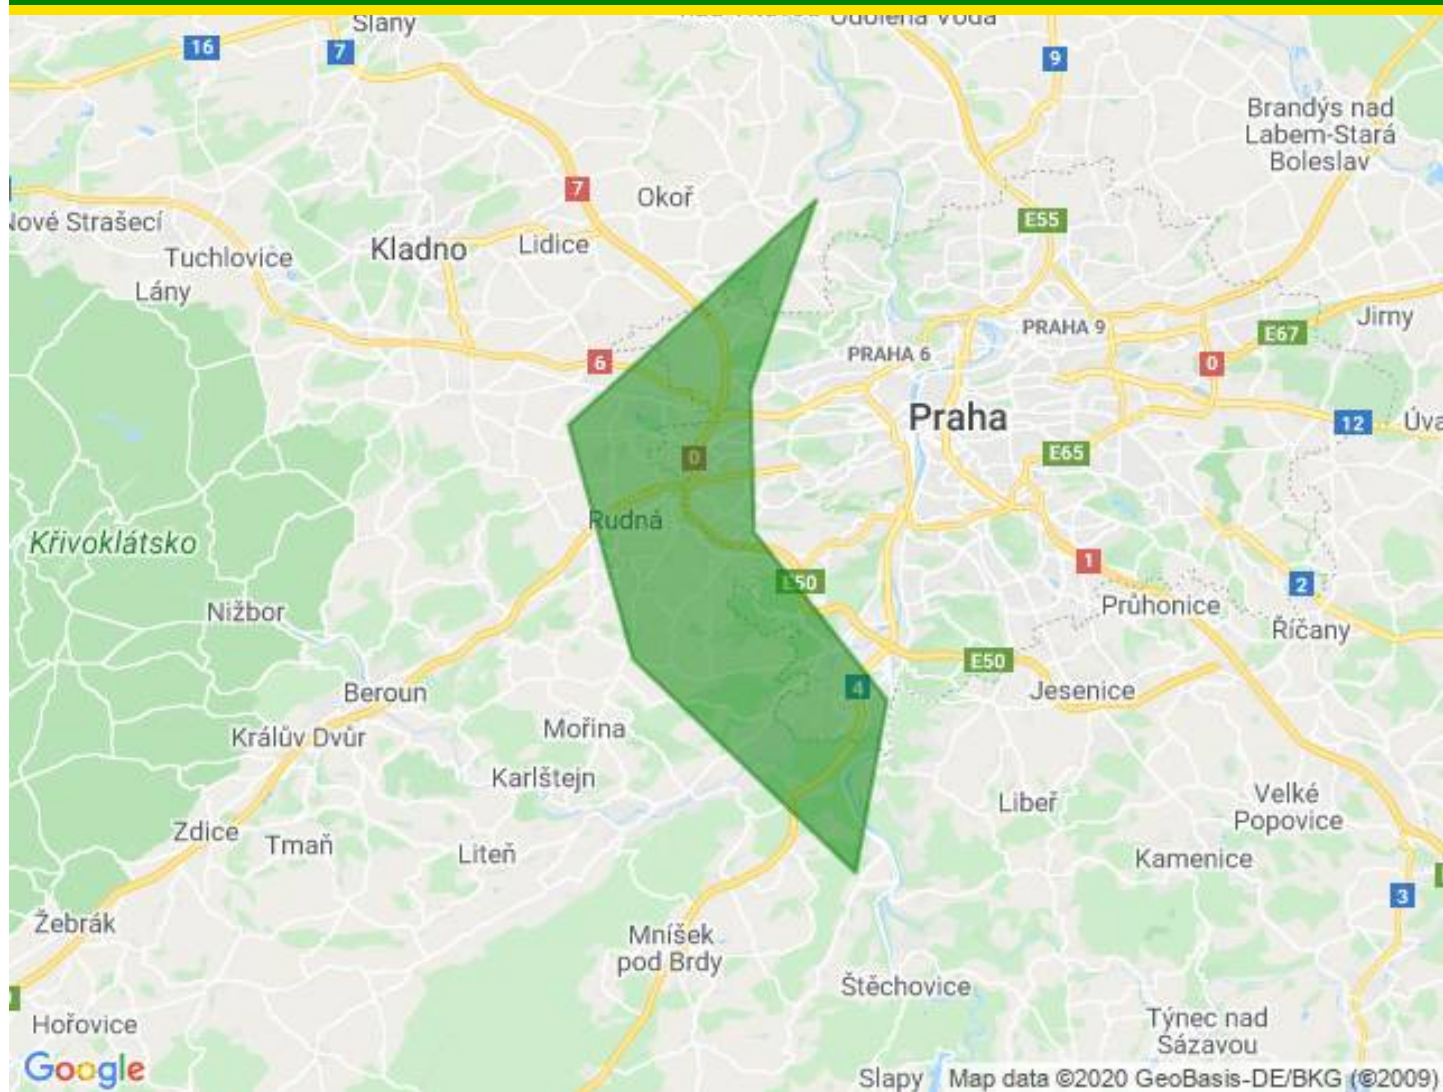 Slaný
Odolena Voda
16
7
9
Brandýs nad
Labem-Stará
Boleslav
7
Okoř
Nové Strašecí
E55
Kladno
Lidice
Tuchlovice
Lány
Jirny
PRAHA 9
E67
PRAHA 6
6
0
Praha
12
Úva
E65
0
Rudná
Křivoklátsko
1
E50
2
Nižbor
Průhonice
Říčany
E50
Beroun
4
Jesenice
Mořina
Králův Dvůr
Karlštejn
Libeř
Velké
Popovice
Zdice
Tmaň
Liteň
Kamenice
3
Žebrák
Mníšek
pod Brdy
Štěchovice
Hořovice
Týnec nad
Sázavou
Google
Slapy
Map data ©2020 GeoBasis-DE/BKG (©2009)